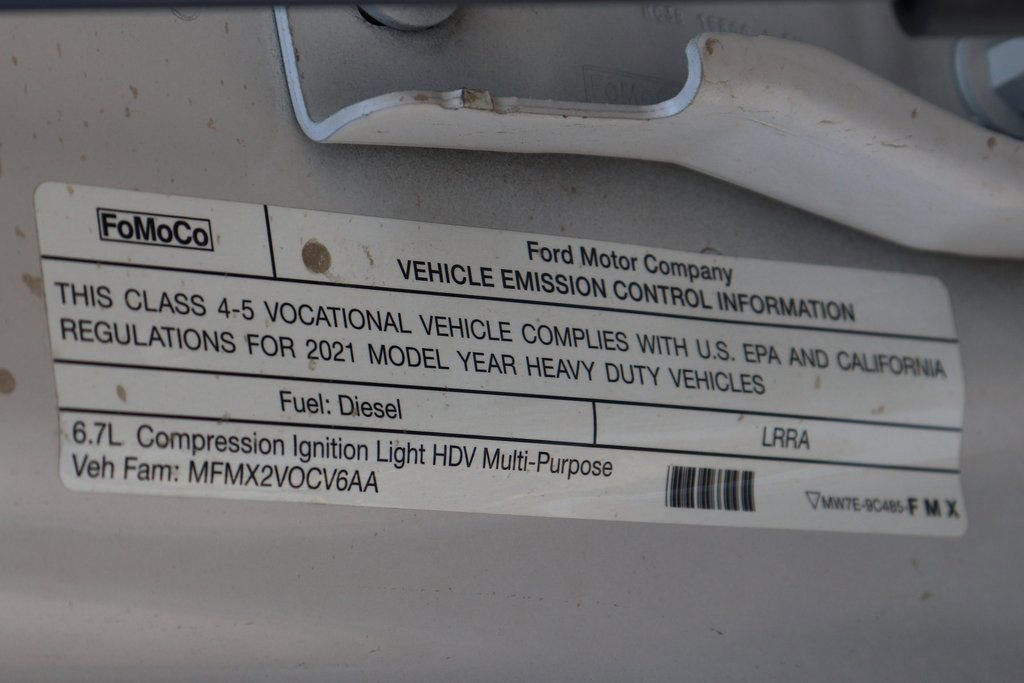 FoMoCo
Ford Motor Company
VEHICLE EMISSION CONTROL INFORMATION
THIS CLASS 4-5 VOCATIONAL VEHICLE COMPLIES WITH U.S. EPA AND CALIFORNIA
REGULATIONS FOR 2021 MODEL YEAR HEAVY DUTY VEHICLES
Fuel: Diesel
LRRA
6.7L Compression Ignition Light HDV Multi-Purpose
Veh Fam: MFMX2VOCV6AA
MW7E-9C485-FMX